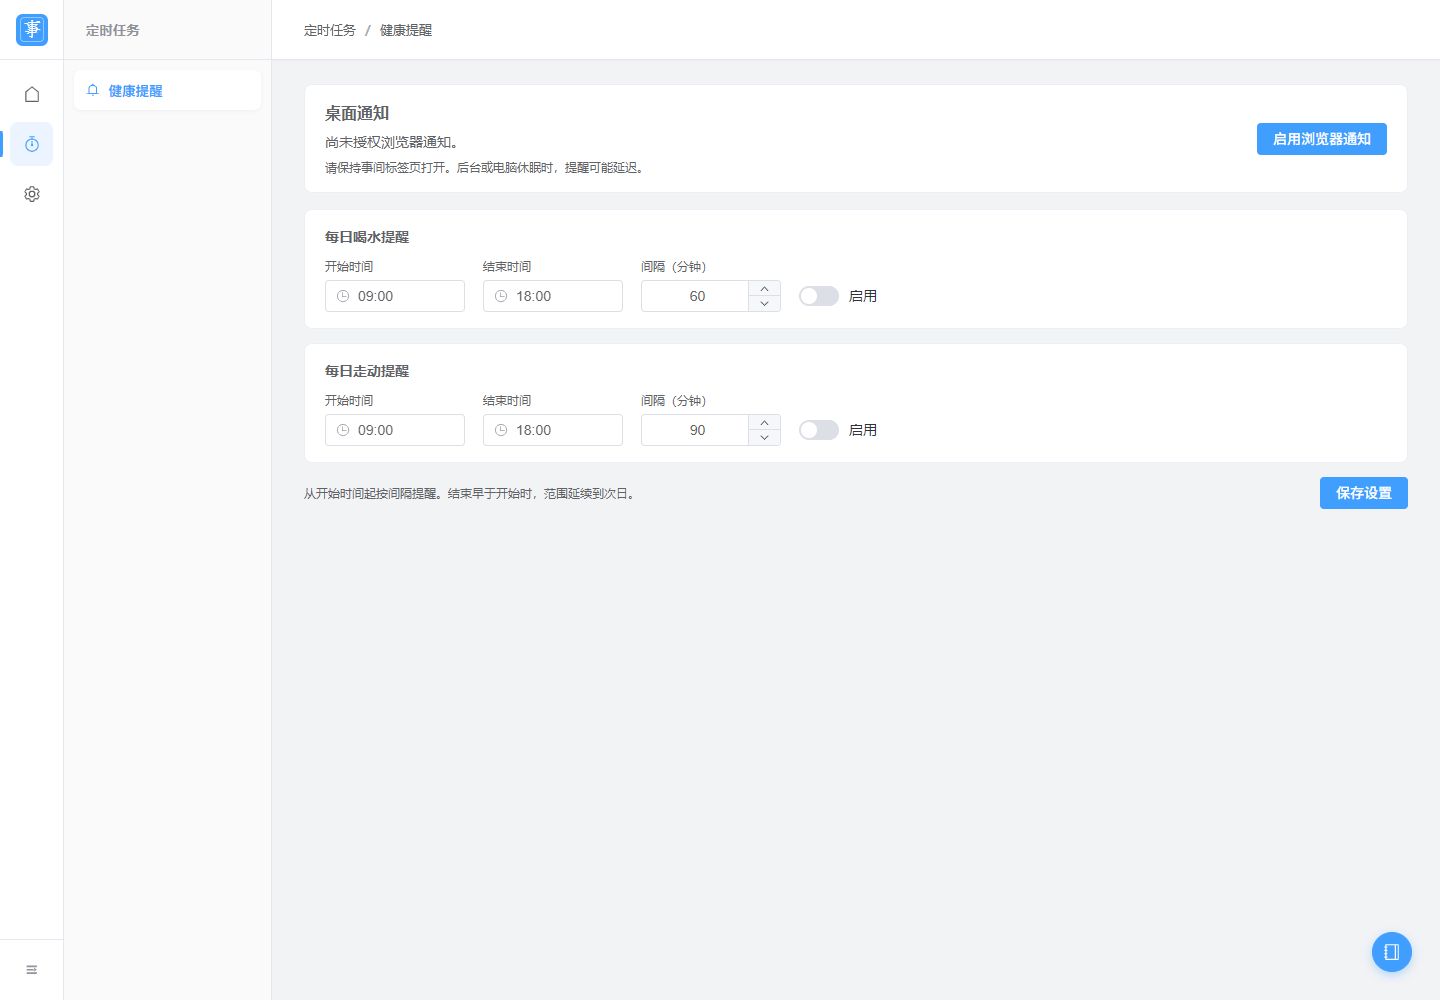 事
定时任务
定时任务 / 健康提醒
健康提醒
桌面通知
尚未授权浏览器通知。
请保持事间标签页打开。后台或电脑休眠时，提醒可能延迟。
启用浏览器通知
每日喝水提醒
开始时间 结束时间 间隔（分钟）
09:00 18:00 60 启用
每日走动提醒
开始时间 结束时间 间隔（分钟）
09:00 18:00 90 启用
从开始时间起按间隔提醒。结束早于开始时，范围延续到次日。
保存设置